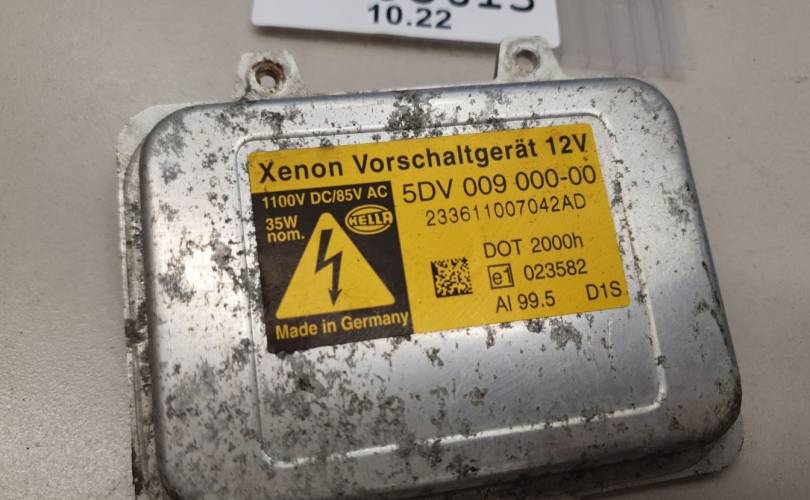 10.22
Xenon Vorschaltgerät 12V
1100V DC/85V AC
35W
nom.
HELLA
Made in Germany
5DV 009 000-00
233611007042AD
DOT 2000h
e1 023582
Al 99.5 D1S